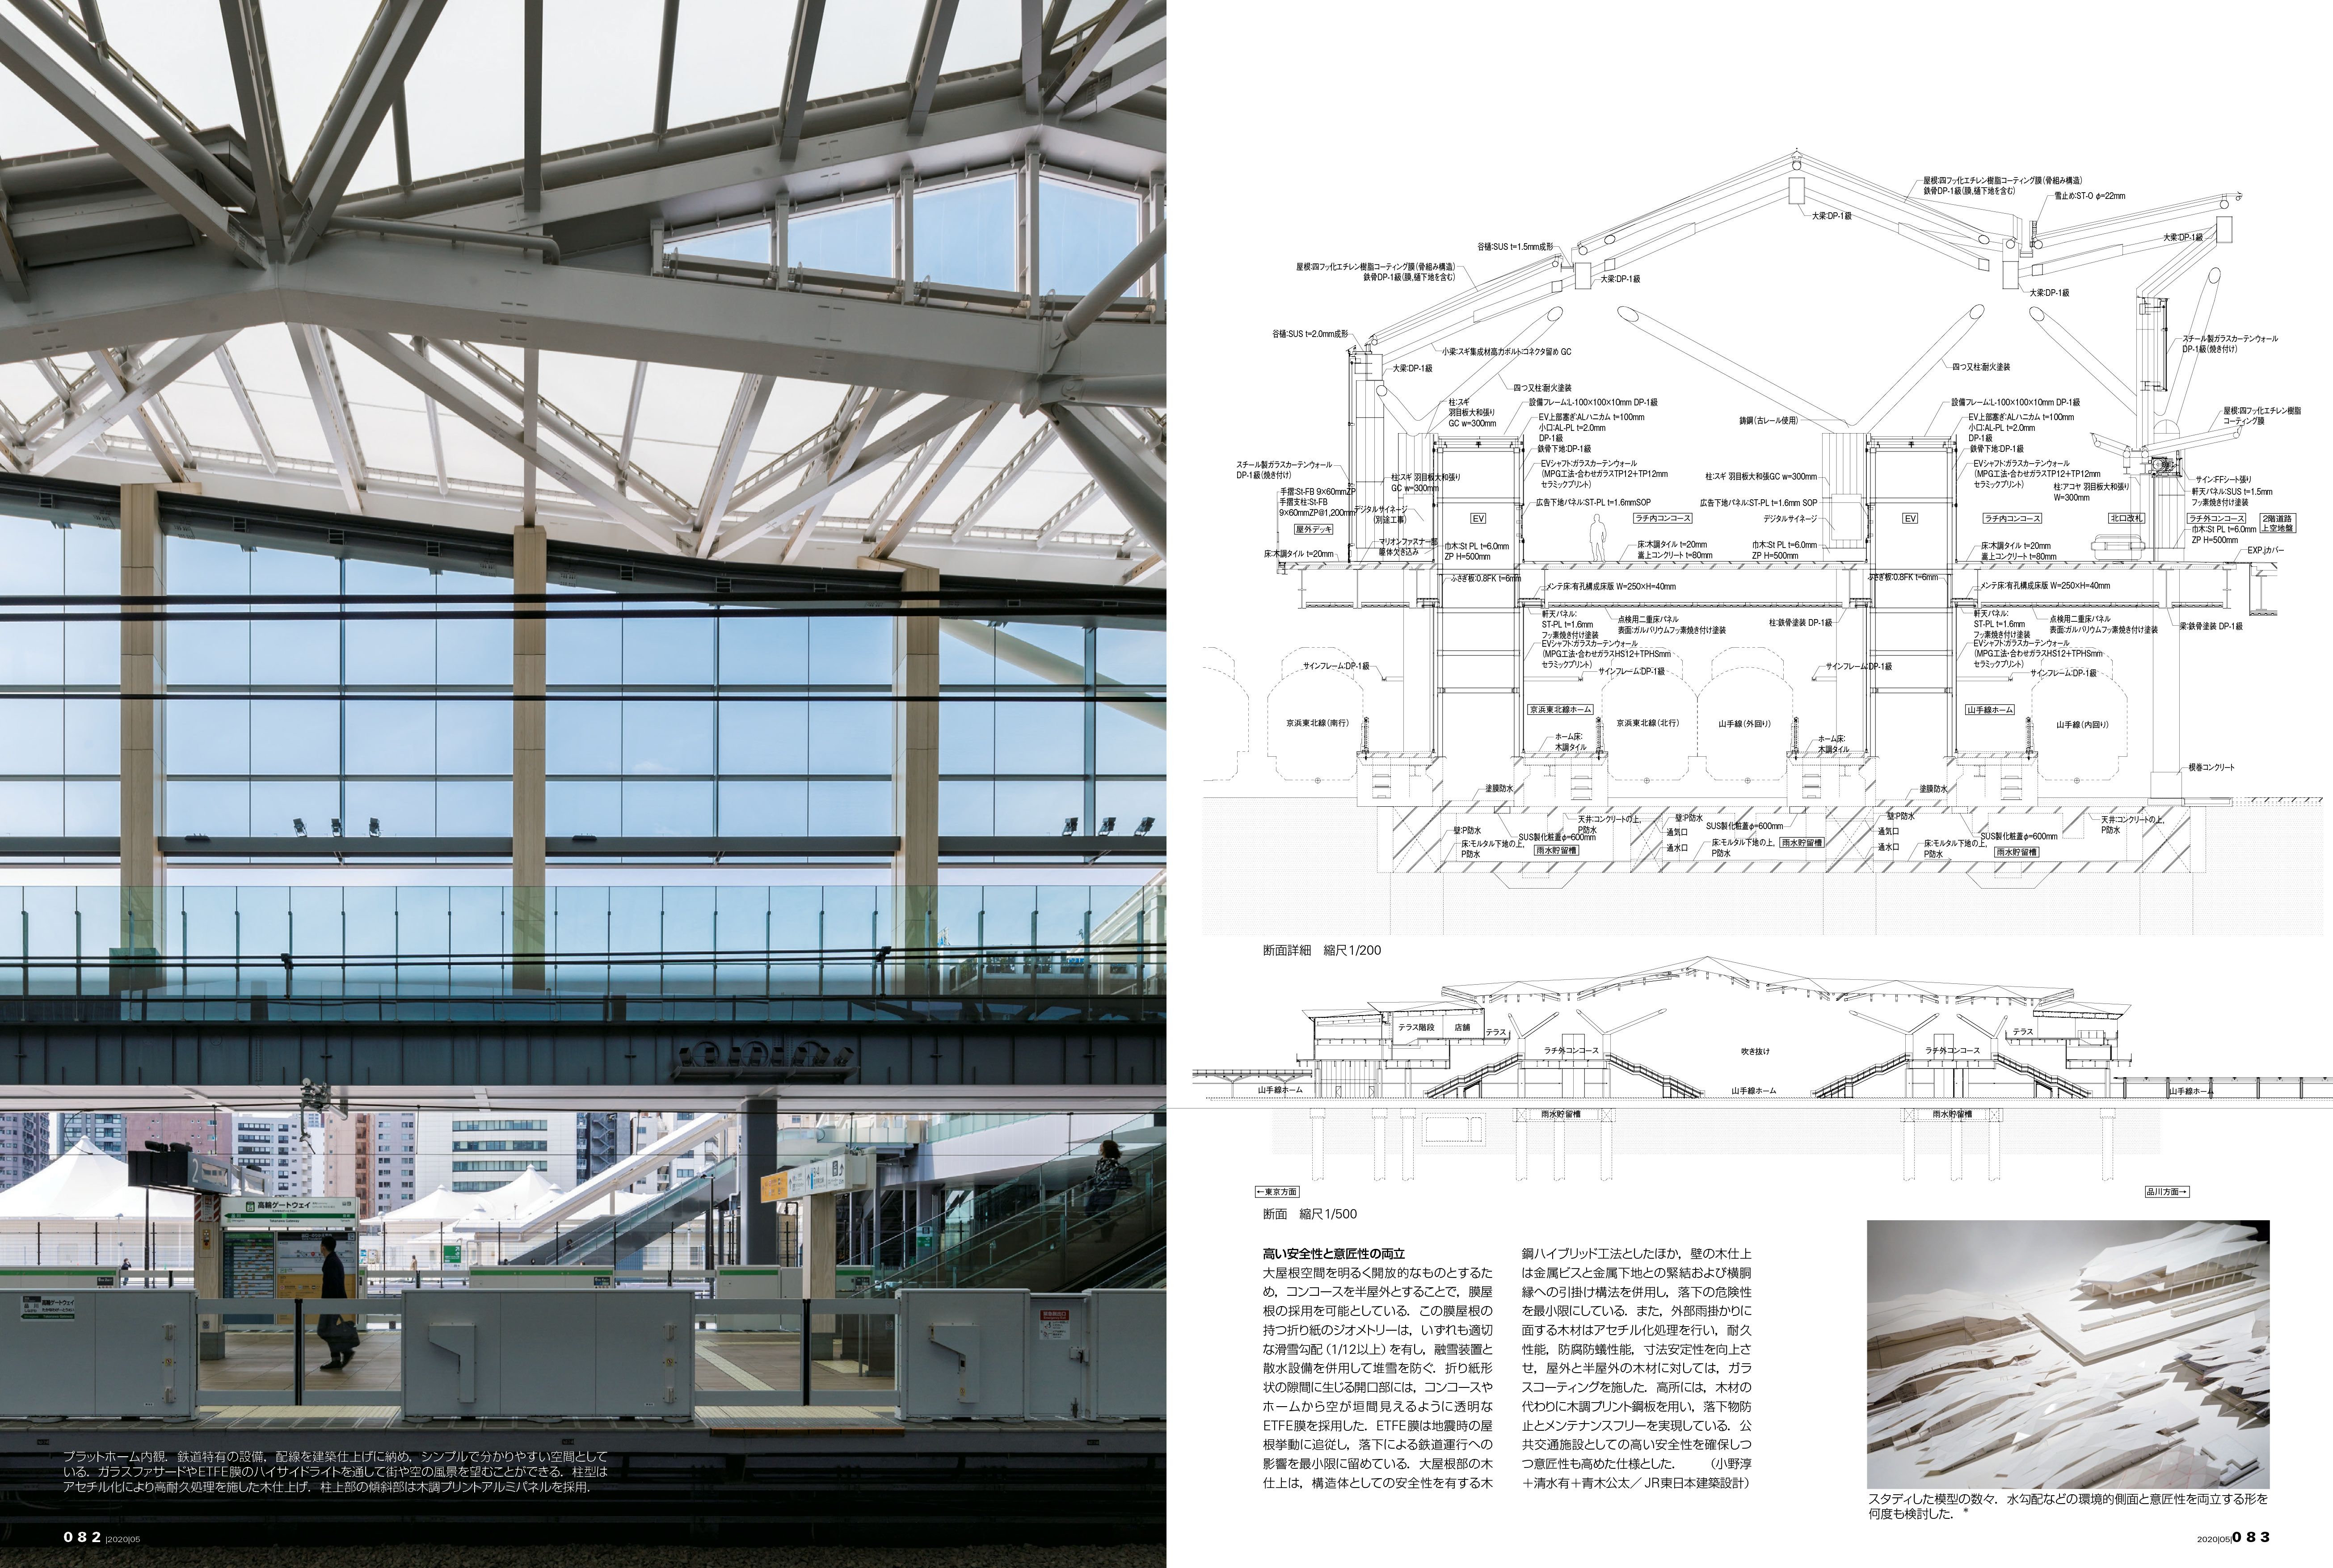 高輪ゲートウェイ
Takanawa Gateway
2
品川
高輪ゲートウェイ
プラットホーム内観．鉄道特有の設備，配線を建築仕上げに納め，シンプルで分かりやすい空間として
いる．ガラスファサードやETFE膜のハイサイドライトを通して街や空の風景を望むことができる．柱型は
アセチル化により高耐久処理を施した木仕上げ．柱上部の傾斜部は木調プリントアルミパネルを採用．
082 |2020|05
屋根:四フッ化エチレン樹脂コーティング膜(骨組み構造)
鉄骨DP-1級(膜,樋下地を含む)
雪止め:ST-O φ=22mm
大梁:DP-1級
大梁:DP-1級
谷樋:SUS t=1.5mm成形
屋根:四フッ化エチレン樹脂コーティング膜(骨組み構造)
鉄骨DP-1級(膜,樋下地を含む)
大梁:DP-1級
大梁:DP-1級
谷樋:SUS t=2.0mm成形
小梁:スギ集成材高力ボルトコネクタ留め GC
大梁:DP-1級
スチール製ガラスカーテンウォール
DP-1級(焼き付け)
四つ又柱:耐火塗装
四つ又柱:耐火塗装
柱:スギ
羽目板大和張り
GC w=300mm
設備フレーム:L-100×100×10mm DP-1級
EV上部塞ぎ:ALハニカム t=100mm
小口:AL-PL t=2.0mm
DP-1級
鉄骨下地:DP-1級
鋳鋼(古レール使用)
設備フレーム:L-100×100×10mm DP-1級
EV上部塞ぎ:ALハニカム t=100mm
小口:AL-PL t=2.0mm
DP-1級
鉄骨下地:DP-1級
屋根:四フッ化エチレン樹脂
コーティング膜
スチール製ガラスカーテンウォール
DP-1級(焼き付け)
手摺:St-FB 9×60mmZP
手摺支柱:St-FB
9×60mmZP@1,200mm
屋外デッキ
床:木調タイル t=20mm
柱:スギ 羽目板大和張り
GC w=300mm
デジタルサイネージ
(別途工事)
マリオンファスナー部
躯体欠き込み
EV
巾木:St PL t=6.0mm
ZP H=500mm
EVシャフト:ガラスカーテンウォール
(MPG工法・合わせガラスTP12+TP12mm
セラミックプリント)
広告下地パネル:ST-PL t=1.6mmSOP
ラチ内コンコース
床:木調タイル t=20mm
嵩上コンクリート t=80mm
柱:スギ 羽目板大和張GC w=300mm
広告下地パネル:ST-PL t=1.6mm SOP
デジタルサイネージ
巾木:St PL t=6.0mm
ZP H=500mm
EV
EVシャフト:ガラスカーテンウォール
(MPG工法・合わせガラスTP12+TP12mm
セラミックプリント)
柱:アコヤ 羽目板大和張り
W=300mm
ラチ内コンコース
北口改札
床:木調タイル t=20mm
嵩上コンクリート t=80mm
サイン:FFシート張り
軒天パネル:SUS t=1.5mm
フッ素焼き付け塗装
ラチ外コンコース
2階道路
上空地盤
巾木:St PL t=6.0mm
ZP H=500mm
EXP.jカバー
ふさぎ板:0.8FK t=6mm
メンテ床:有孔構成床版 W=250×H=40mm
ふさぎ板:0.8FK t=6mm
メンテ床:有孔構成床版 W=250×H=40mm
軒天パネル:
ST-PL t=1.6mm
フッ素焼き付け塗装
点検用二重床パネル
表面:ガルバリウムフッ素焼き付け塗装
EVシャフト:ガラスカーテンウォール
(MPG工法・合わせガラスHS12+TPHSmm
セラミックプリント)
柱:鉄骨塗装 DP-1級
軒天パネル:
ST-PL t=1.6mm
フッ素焼き付け塗装
点検用二重床パネル
表面:ガルバリウムフッ素焼き付け塗装
EVシャフト:ガラスカーテンウォール
(MPG工法・合わせガラスHS12+TPHSmm
セラミックプリント)
梁:鉄骨塗装 DP-1級
サインフレーム:DP-1級
サインフレーム:DP-1級
サインフレーム:DP-1級
サインフレーム:DP-1級
京浜東北線(南行)
京浜東北線ホーム
京浜東北線(北行)
山手線(外回り)
山手線ホーム
山手線(内回り)
ホーム床:
木調タイル
ホーム床:
木調タイル
根巻コンクリート
塗膜防水
塗膜防水
壁:P防水
床:モルタル下地の上,
P防水
SUS製化粧蓋φ=600mm
雨水貯留槽
天井:コンクリートの上,
P防水
壁:P防水
通気口
通水口
SUS製化粧蓋φ=600mm
床:モルタル下地の上,
P防水
雨水貯留槽
壁:P防水
通気口
通水口
床:モルタル下地の上,
P防水
SUS製化粧蓋φ=600mm
雨水貯留槽
天井:コンクリートの上,
P防水
断面詳細　縮尺1/200
テラス階段
店舗
テラス
ラチ外コンコース
吹き抜け
ラチ外コンコース
テラス
山手線ホーム
山手線ホーム
山手線ホーム
雨水貯留槽
雨水貯留槽
←東京方面
品川方面→
断面　縮尺1/500
高い安全性と意匠性の両立
大屋根空間を明るく開放的なものとするた
め，コンコースを半屋外とすることで，膜屋
根の採用を可能としている．この膜屋根の
持つ折り紙のジオメトリーは，いずれも適切
な滑雪勾配（1/12以上）を有し，融雪装置と
散水設備を併用して堆雪を防ぐ．折り紙形
状の隙間に生じる開口部には，コンコースや
ホームから空が垣間見えるように透明な
ETFE膜を採用した．ETFE膜は地震時の屋
根挙動に追従し，落下による鉄道運行への
影響を最小限に留めている．大屋根部の木
仕上は，構造体としての安全性を有する木
鋼ハイブリッド工法としたほか，壁の木仕上
は金属ビスと金属下地との緊結および横胴
縁への引掛け構法を併用し，落下の危険性
を最小限にしている．また，外部雨掛かりに
面する木材はアセチル化処理を行い，耐久
性能，防腐防蟻性能，寸法安定性を向上さ
せ，屋外と半屋外の木材に対しては，ガラ
スコーティングを施した．高所には，木材の
代わりに木調プリント鋼板を用い，落下物防
止とメンテナンスフリーを実現している．公
共交通施設としての高い安全性を確保しつ
つ意匠性も高めた仕様とした．　　（小野淳
＋清水有＋青木公太／JR東日本建築設計）
スタディした模型の数々．水勾配などの環境的側面と意匠性を両立する形を
何度も検討した．＊
2020|05| 083